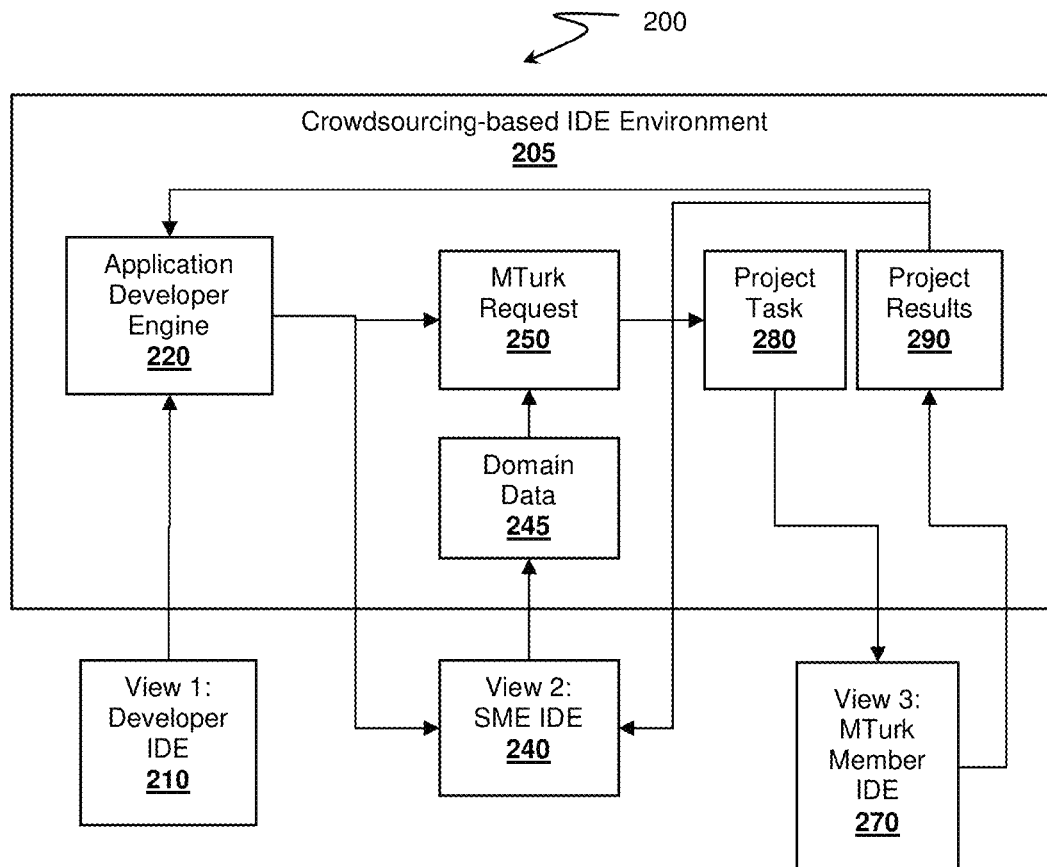 200
Crowdsourcing-based IDE Environment
205
Application
Developer
Engine
220
MTurk
Request
250
Project
Task
280
Project
Results
290
Domain
Data
245
View 1:
Developer
IDE
210
View 2:
SME IDE
240
View 3:
MTurk
Member
IDE
270